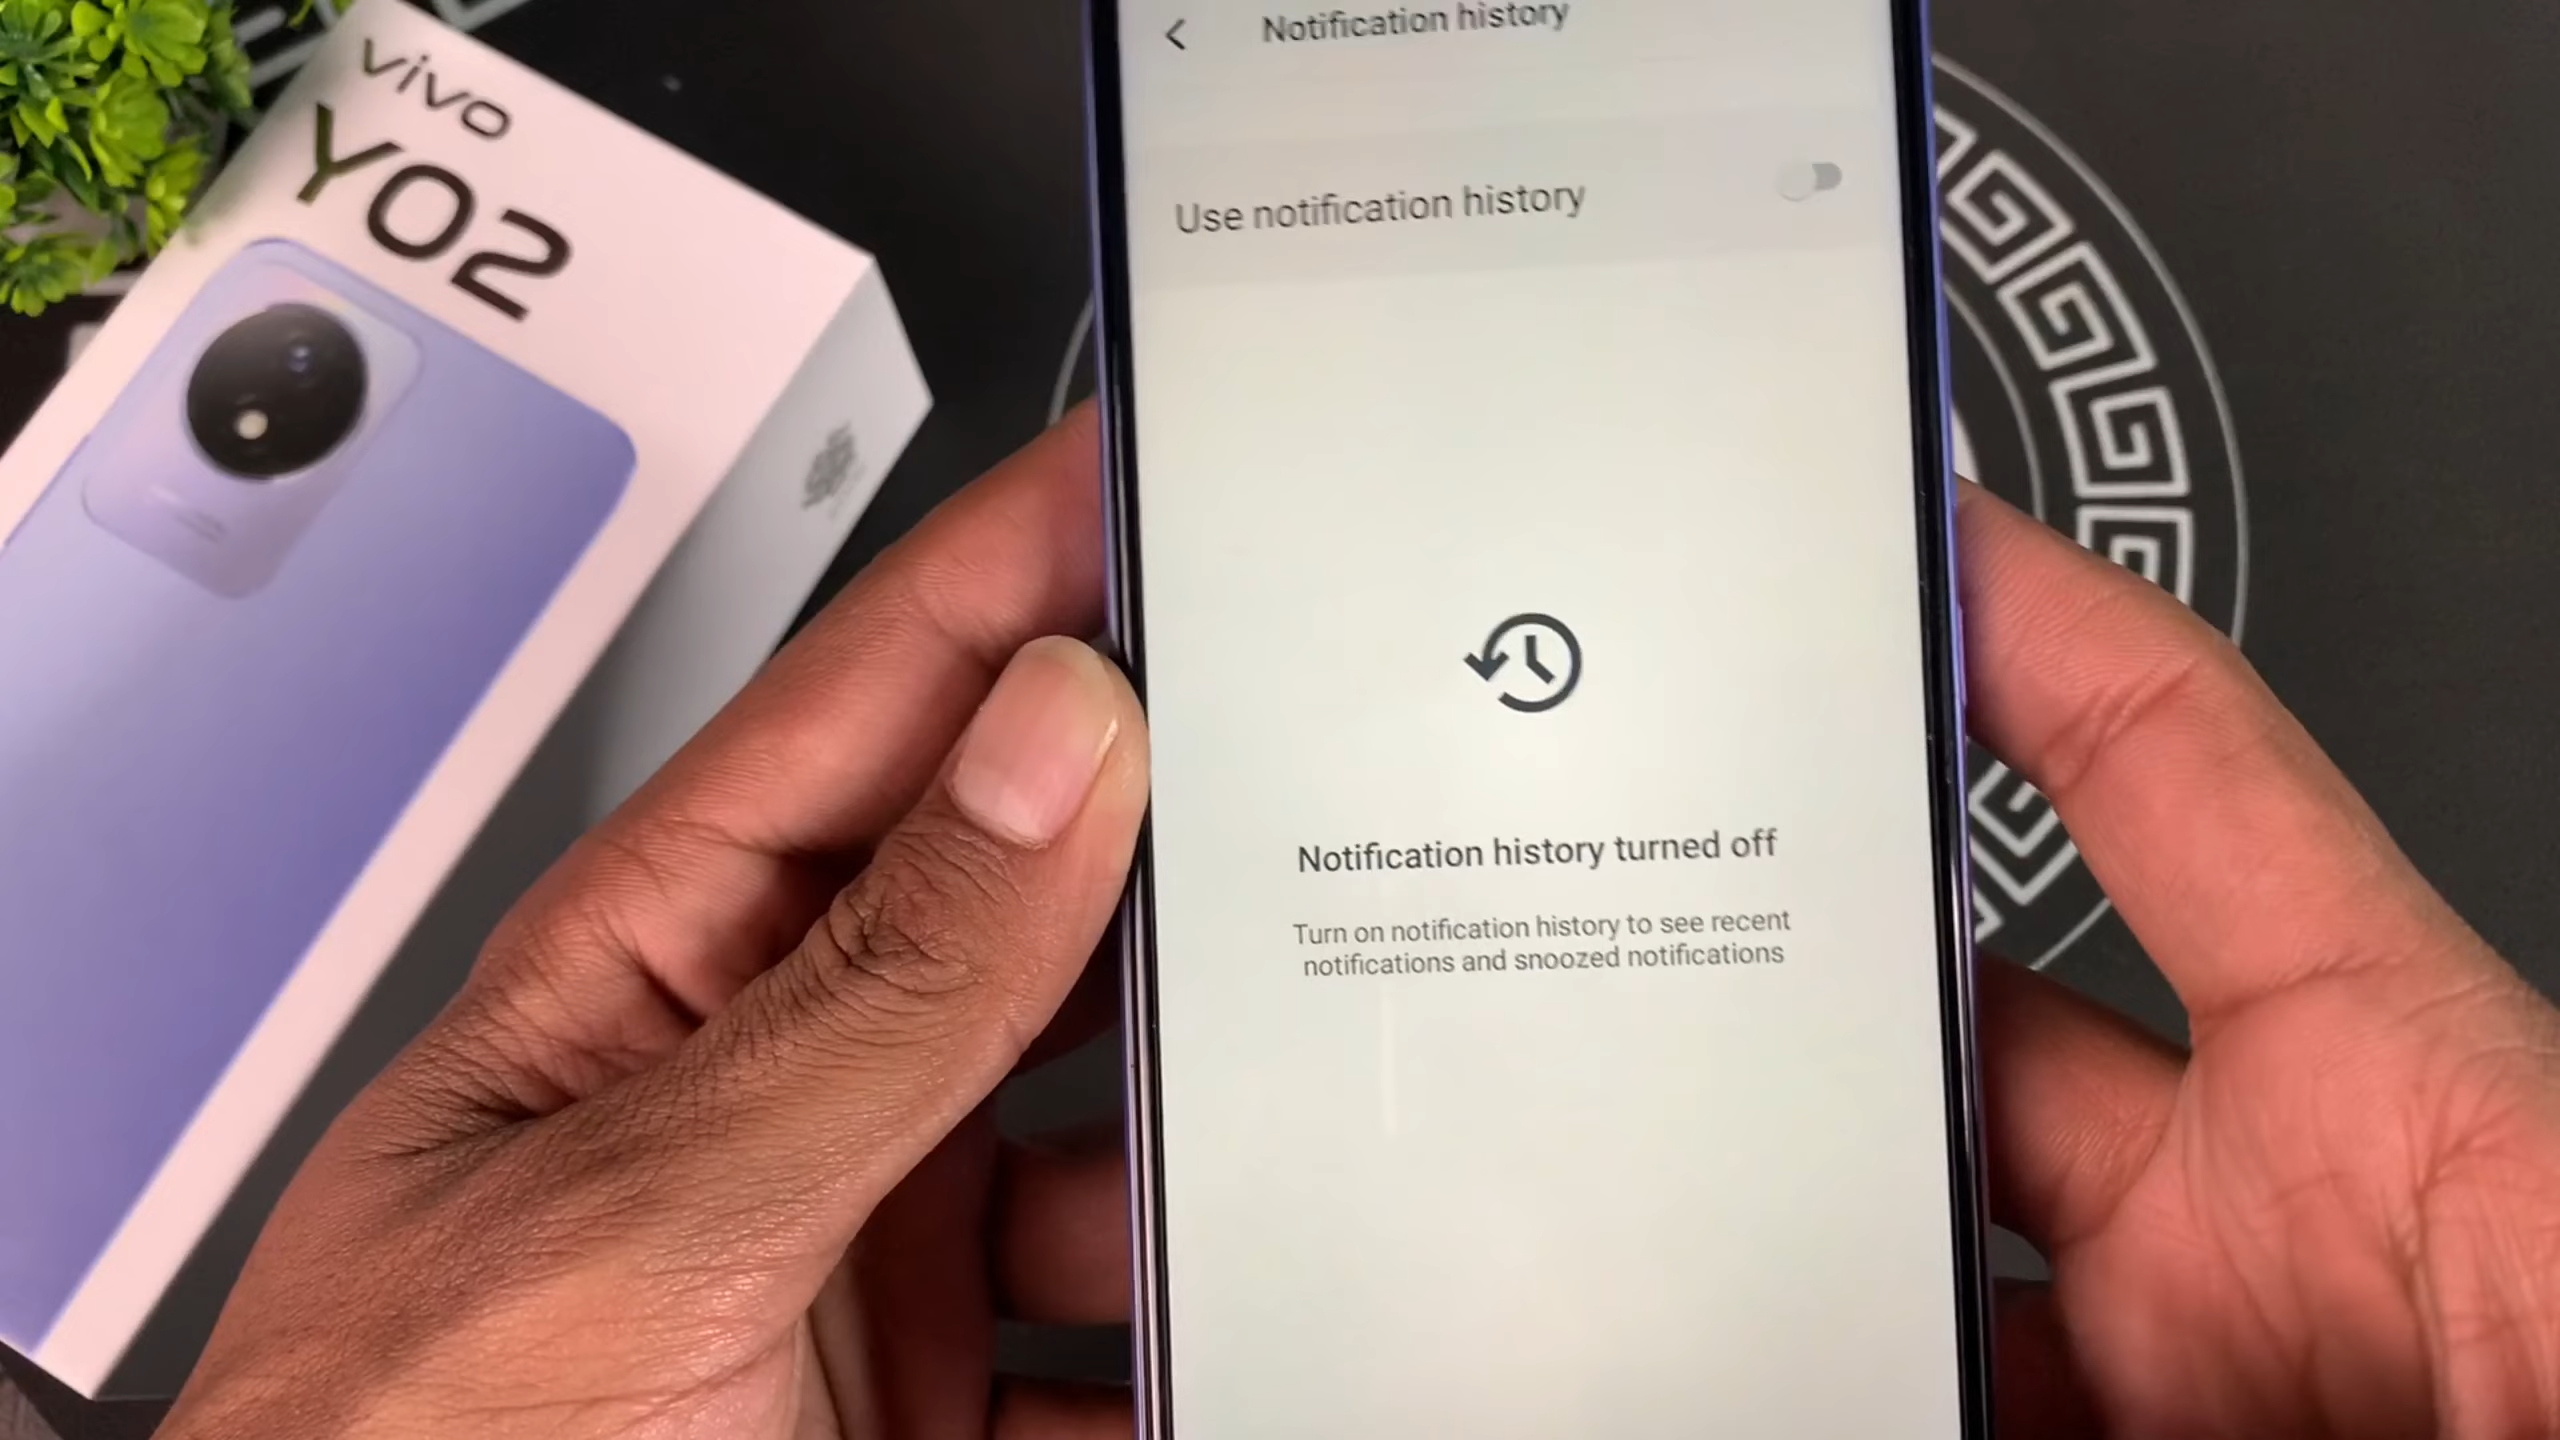 vivo
Y02
Notification history
Use notification history
Notification history turned off
Turn on notification history to see recent
notifications and snoozed notifications